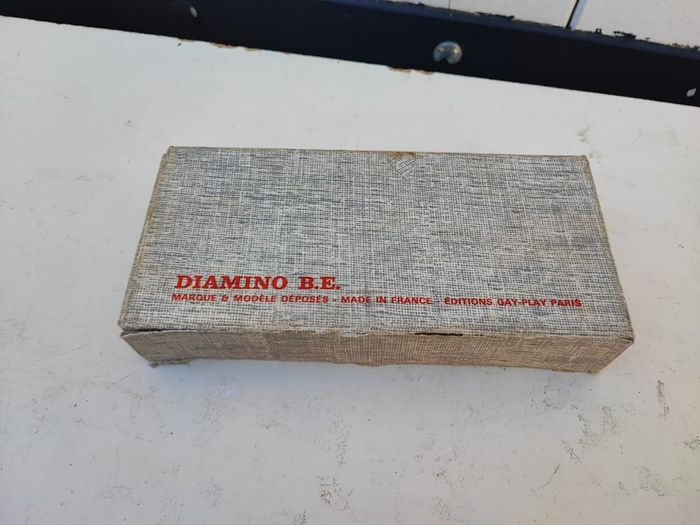 DIAMINO B.E.
MARQUE & MODÈLE DÉPOSÉS - MADE IN FRANCE - ÉDITIONS GAY-PLAY PARIS